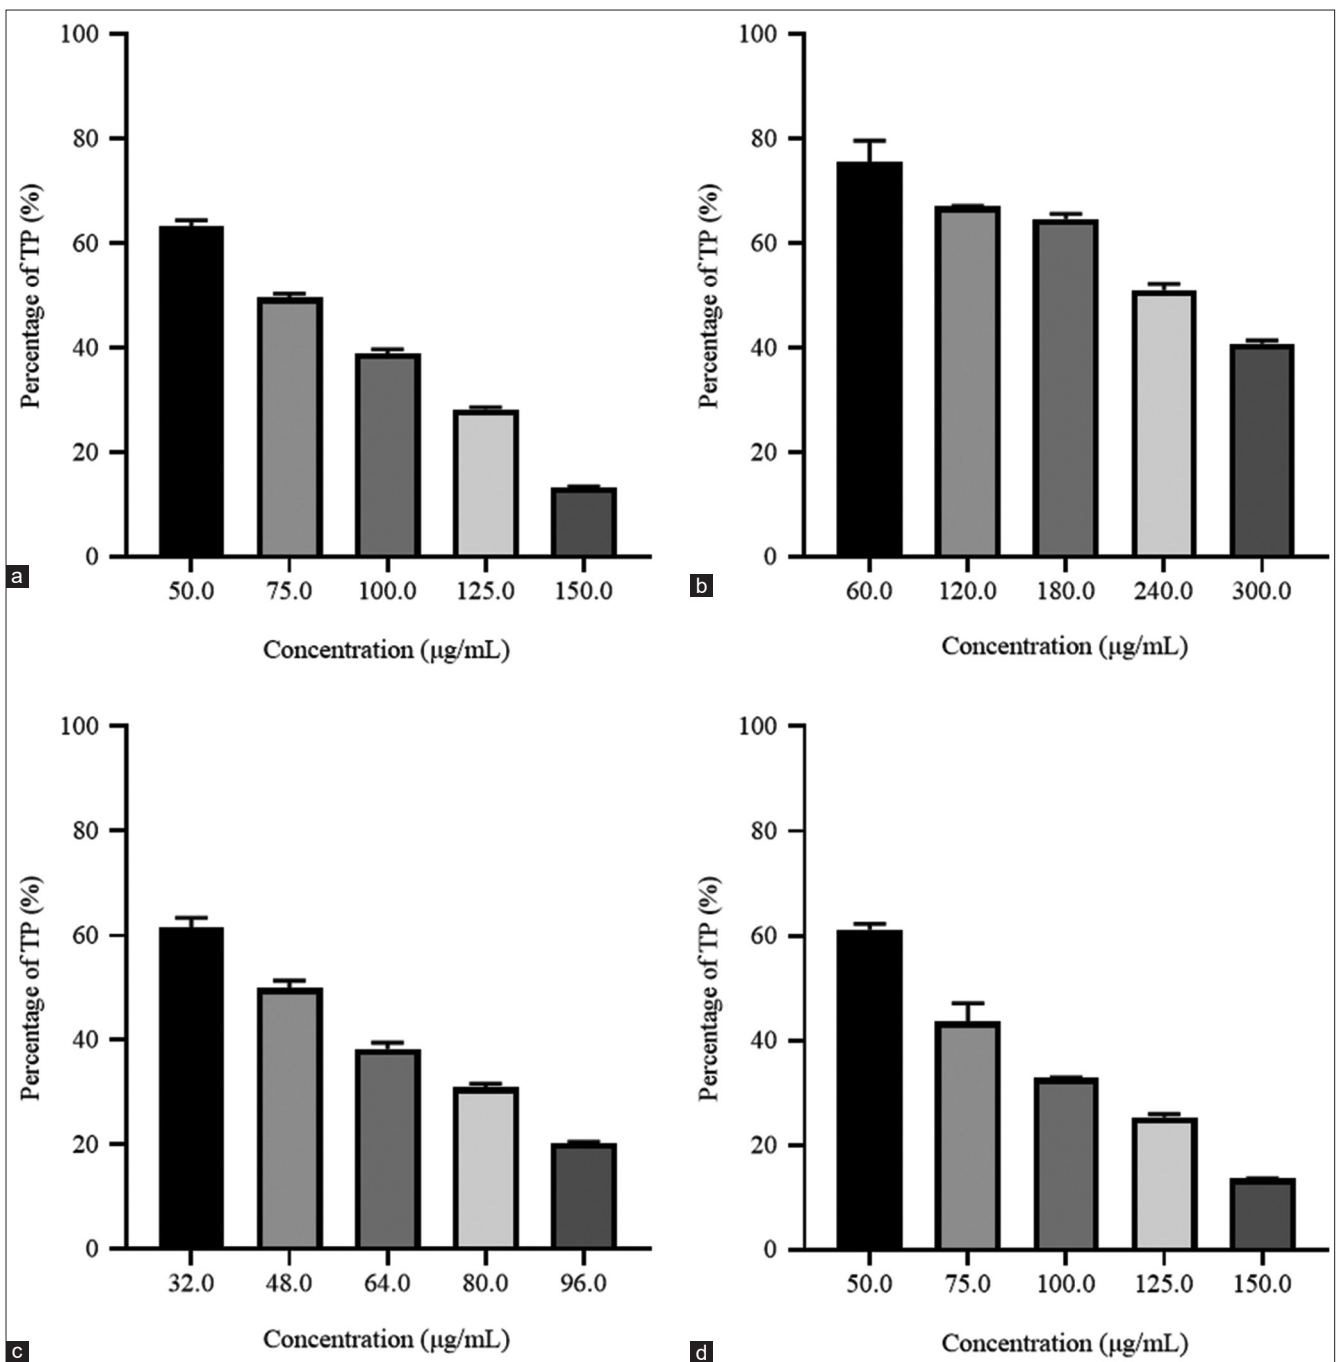 100
80
60
40
20
0
Percentage of TP (%)
50.0 75.0 100.0 125.0 150.0
Concentration (μg/mL)
a
100
80
60
40
20
0
Percentage of TP (%)
60.0 120.0 180.0 240.0 300.0
Concentration (μg/mL)
b
100
80
60
40
20
0
Percentage of TP (%)
32.0 48.0 64.0 80.0 96.0
Concentration (μg/mL)
c
100
80
60
40
20
0
Percentage of TP (%)
50.0 75.0 100.0 125.0 150.0
Concentration (μg/mL)
d